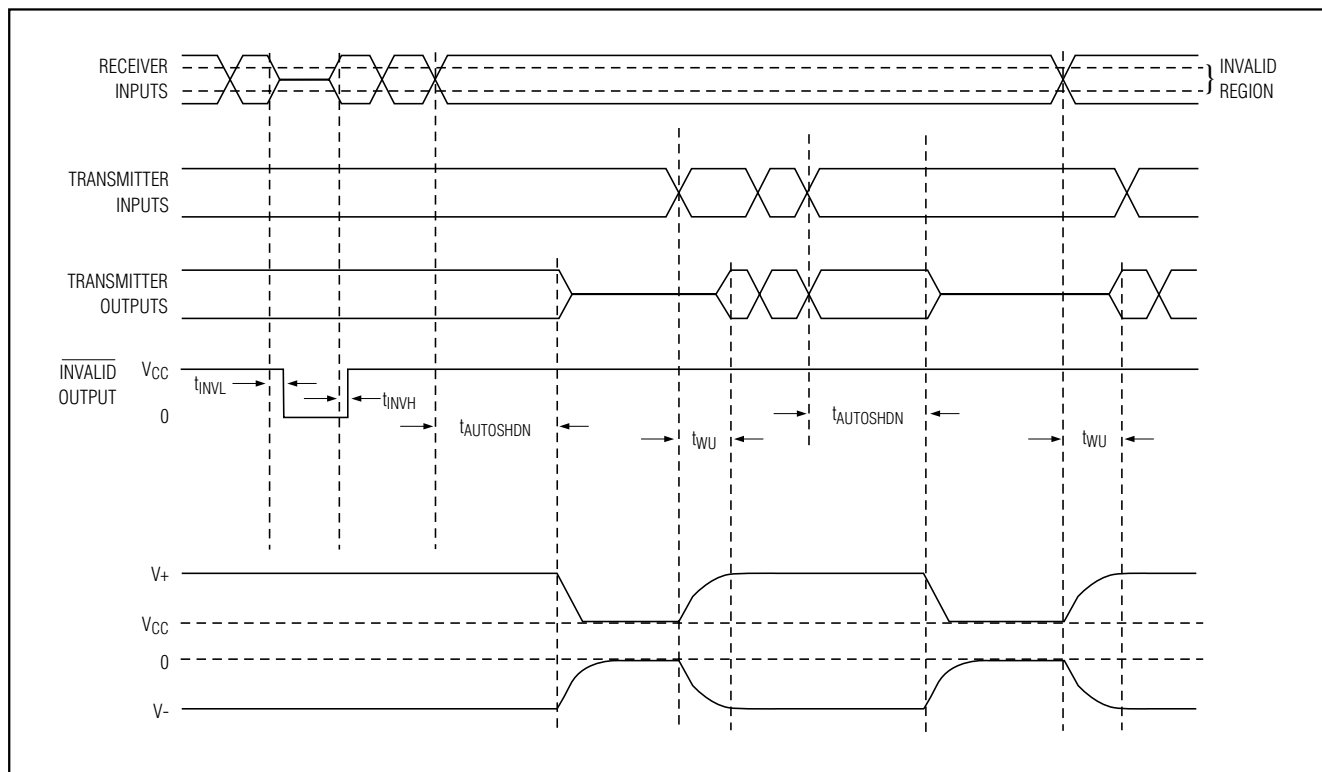 RECEIVER
INPUTS
} INVALID
REGION
TRANSMITTER
INPUTS
TRANSMITTER
OUTPUTS
INVALID
OUTPUT
VCC
0
tINVL
tINVH
tAUTOSHDN
tWU
tAUTOSHDN
tWU
V+
VCC
0
V-